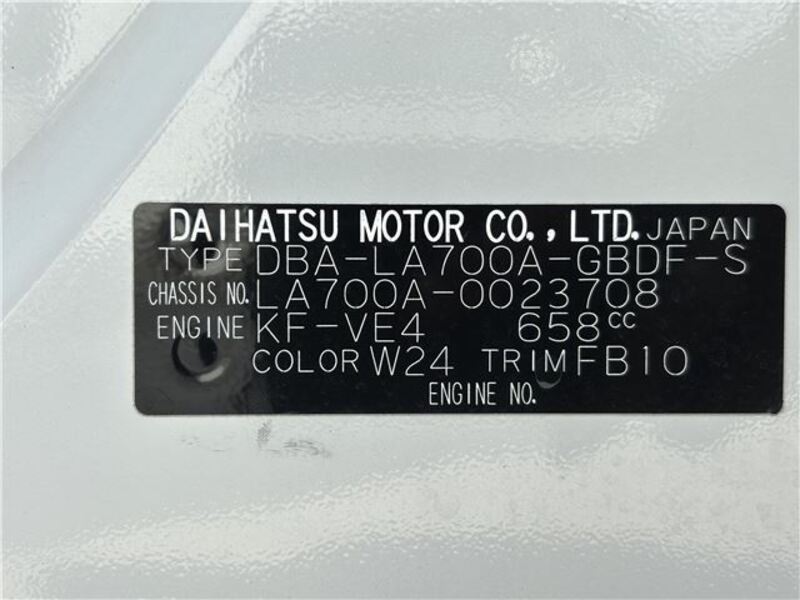 DAIHATSU MOTOR CO., LTD. JAPAN
TYPE DBA-LA700A-GBDF-S
CHASSIS NO. LA700A-0023708
ENGINE KF-VE4 658cc
COLOR W24 TRIM FB10
ENGINE NO.